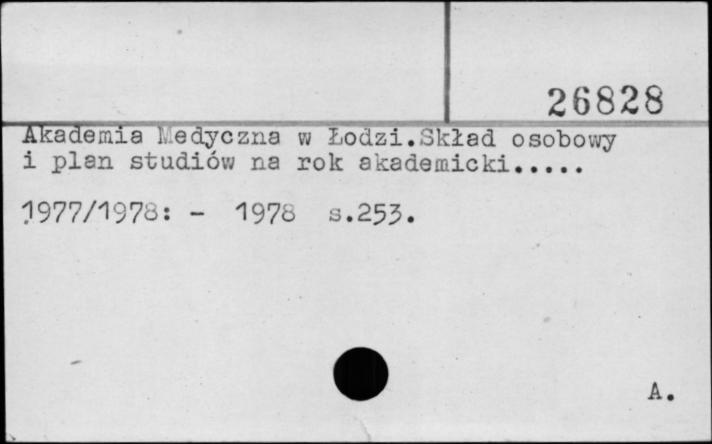 26828
Akademia Medyczna w Łodzi.Skład osobowy
i plan studiów na rok akademicki.....
1977/1978: - 1978 s.253.
A.